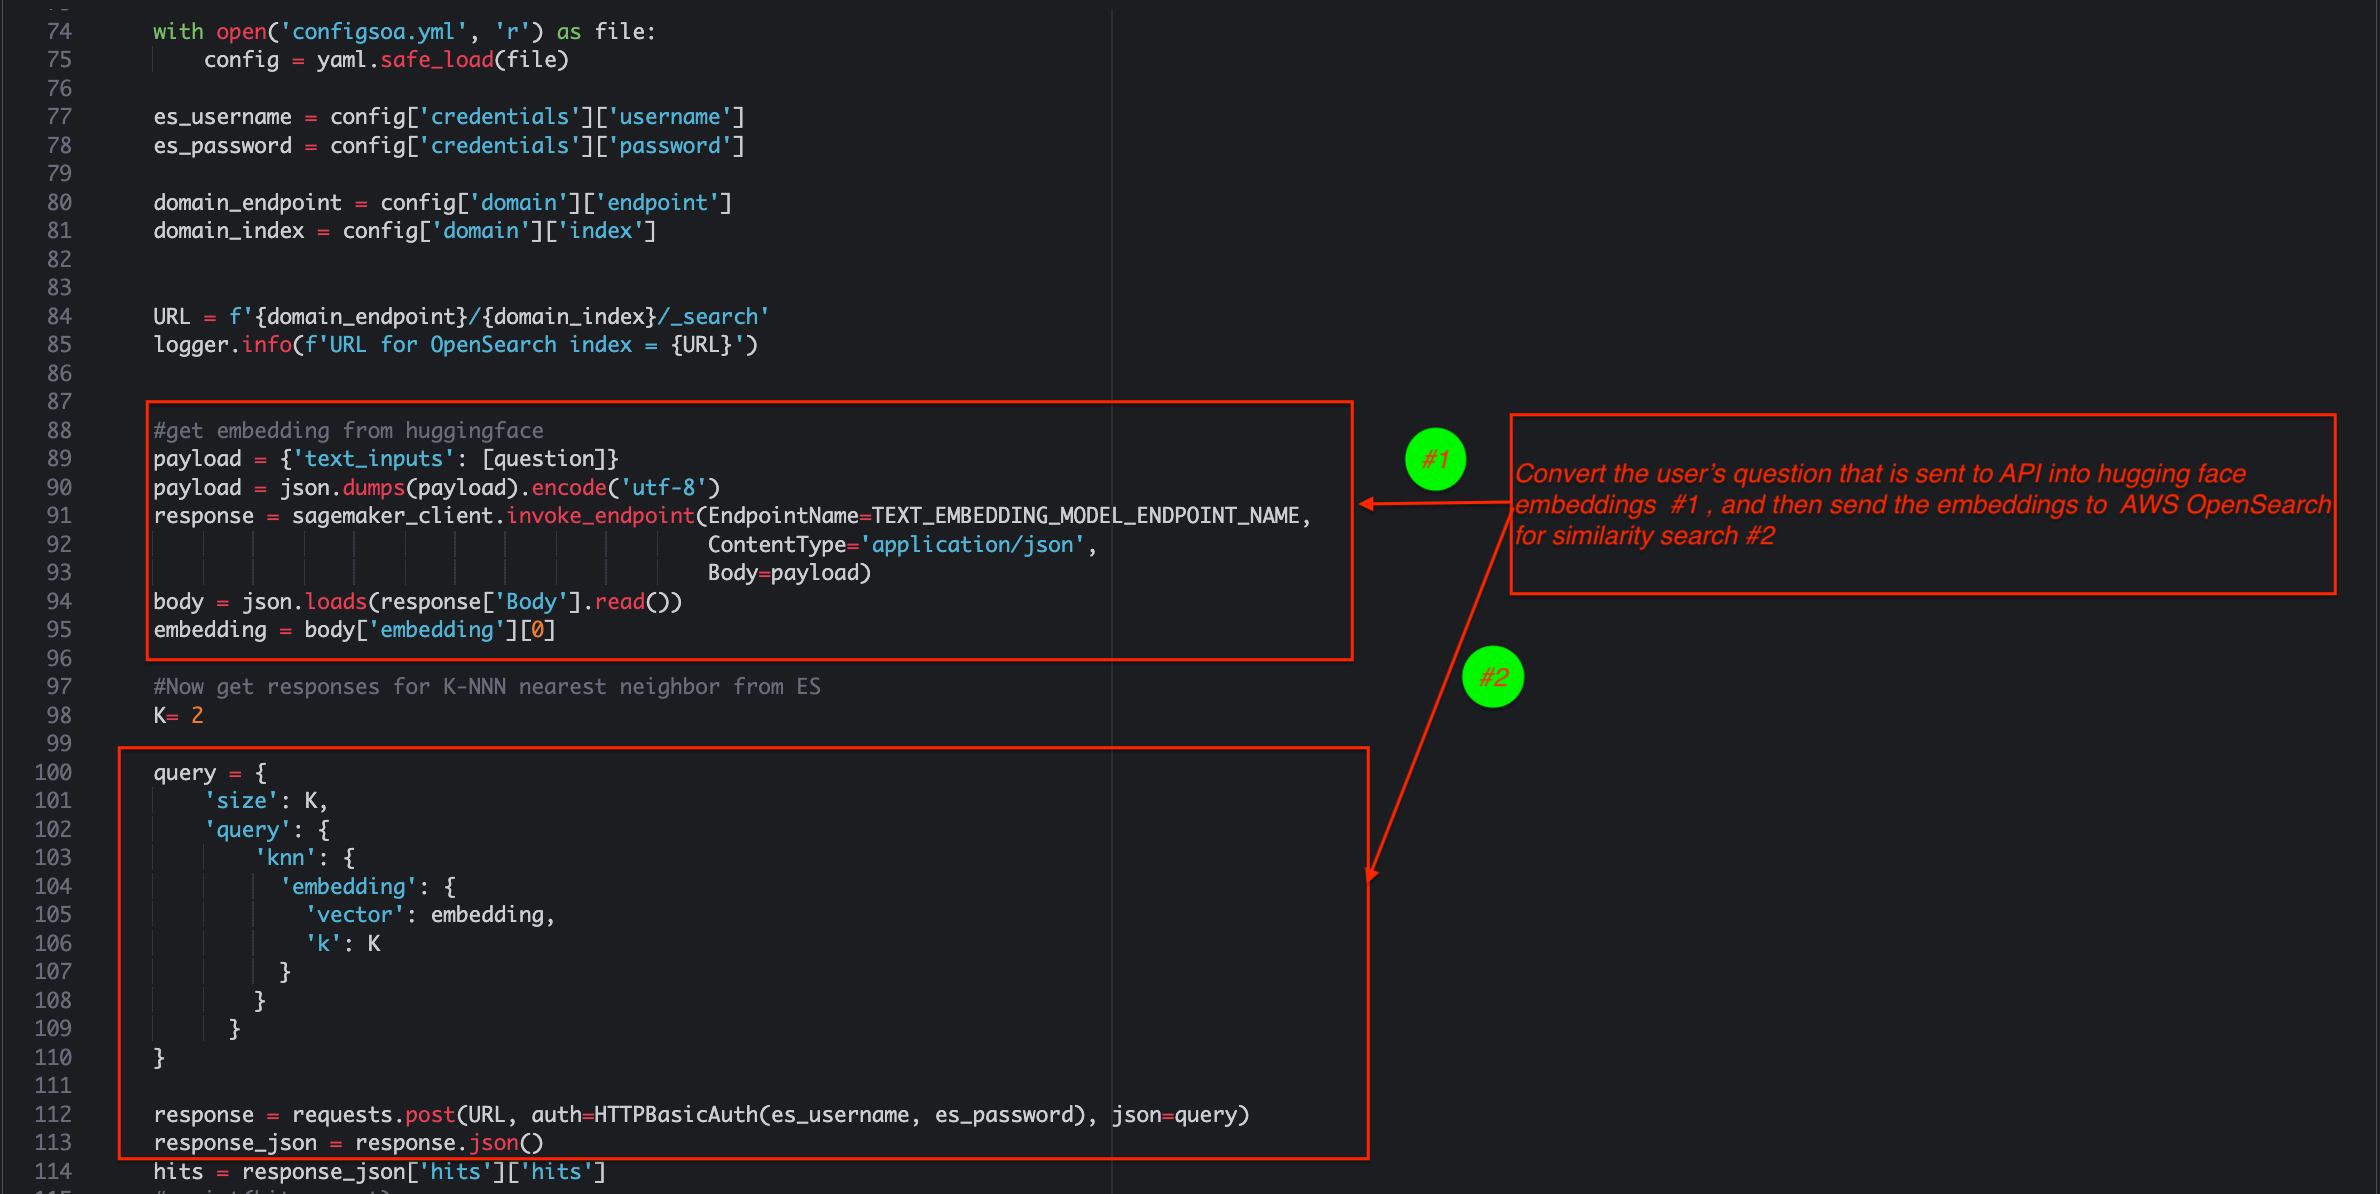 74 with open('configsoa.yml', 'r') as file:
75 config = yaml.safe_load(file)
76
77 es_username = config['credentials']['username']
78 es_password = config['credentials']['password']
79
80 domain_endpoint = config['domain']['endpoint']
81 domain_index = config['domain']['index']
82
83
84 URL = f'{domain_endpoint}/{domain_index}/_search'
85 logger.info(f'URL for OpenSearch index = {URL}')
86
87
88 #get embedding from huggingface
89 payload = {'text_inputs': [question]}
90 payload = json.dumps(payload).encode('utf-8')
91 response = sagemaker_client.invoke_endpoint(EndpointName=TEXT_EMBEDDING_MODEL_ENDPOINT_NAME,
92 ContentType='application/json',
93 Body=payload)
94 body = json.loads(response['Body'].read())
95 embedding = body['embedding'][0]
96
97 #Now get responses for K-NNN nearest neighbor from ES
98 K= 2
99
100 query = {
101 'size': K,
102 'query': {
103 'knn': {
104 'embedding': {
105 'vector': embedding,
106 'k': K
107 }
108 }
109 }
110 }
111
112 response = requests.post(URL, auth=HTTPBasicAuth(es_username, es_password), json=query)
113 response_json = response.json()
114 hits = response_json['hits']['hits']
#1
Convert the user's question that is sent to API into hugging face
embeddings #1 , and then send the embeddings to AWS OpenSearch
for similarity search #2
#2